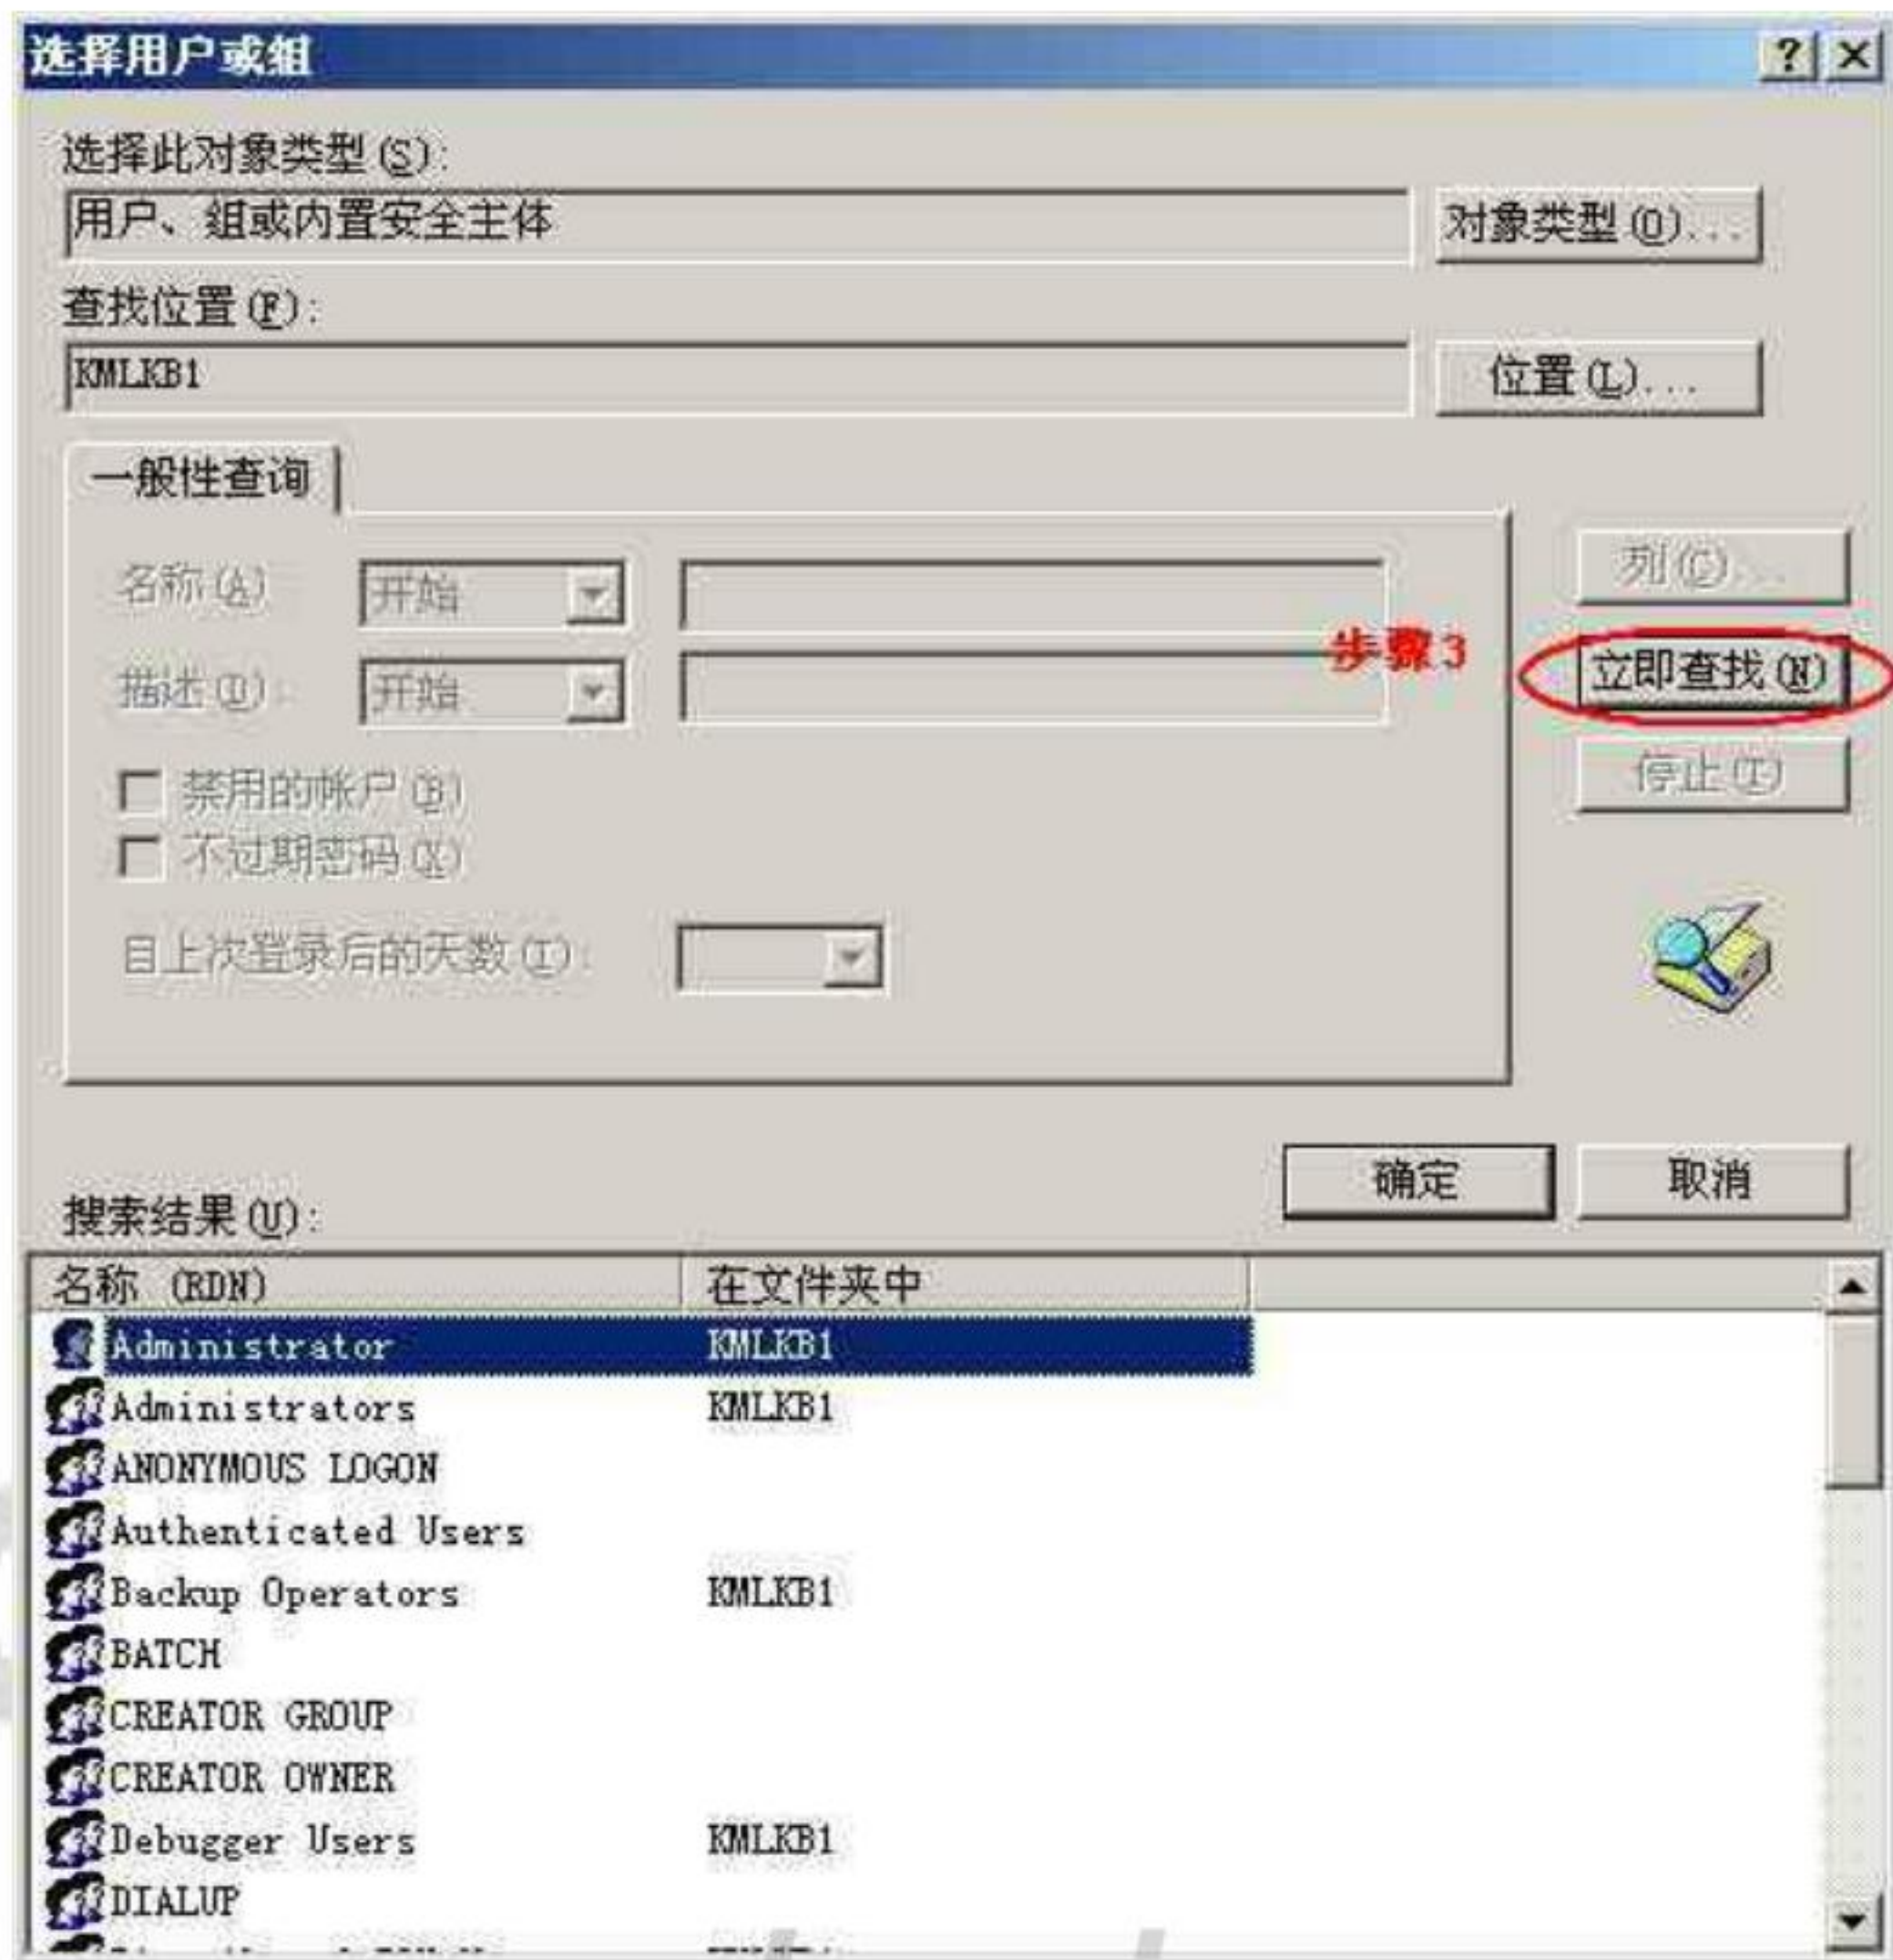 选择用户或组
选择此对象类型(S):
用户、组或内置安全主体
对象类型(O)...
查找位置(F):
KMLKB1
位置(L)...
一般性查询
名称(A)
开始
列(C)...
步骤3
立即查找(N)
描述(D):
开始
停止(T)
禁用的帐户(B)
不过期密码(X)
自上次登录后的天数(I):
确定
取消
搜索结果(U):
名称 (RDN) 在文件夹中
Administrator KMLKB1
Administrators KMLKB1
ANONYMOUS LOGON
Authenticated Users
Backup Operators KMLKB1
BATCH
CREATOR GROUP
CREATOR OWNER
Debugger Users KMLKB1
DIALUP